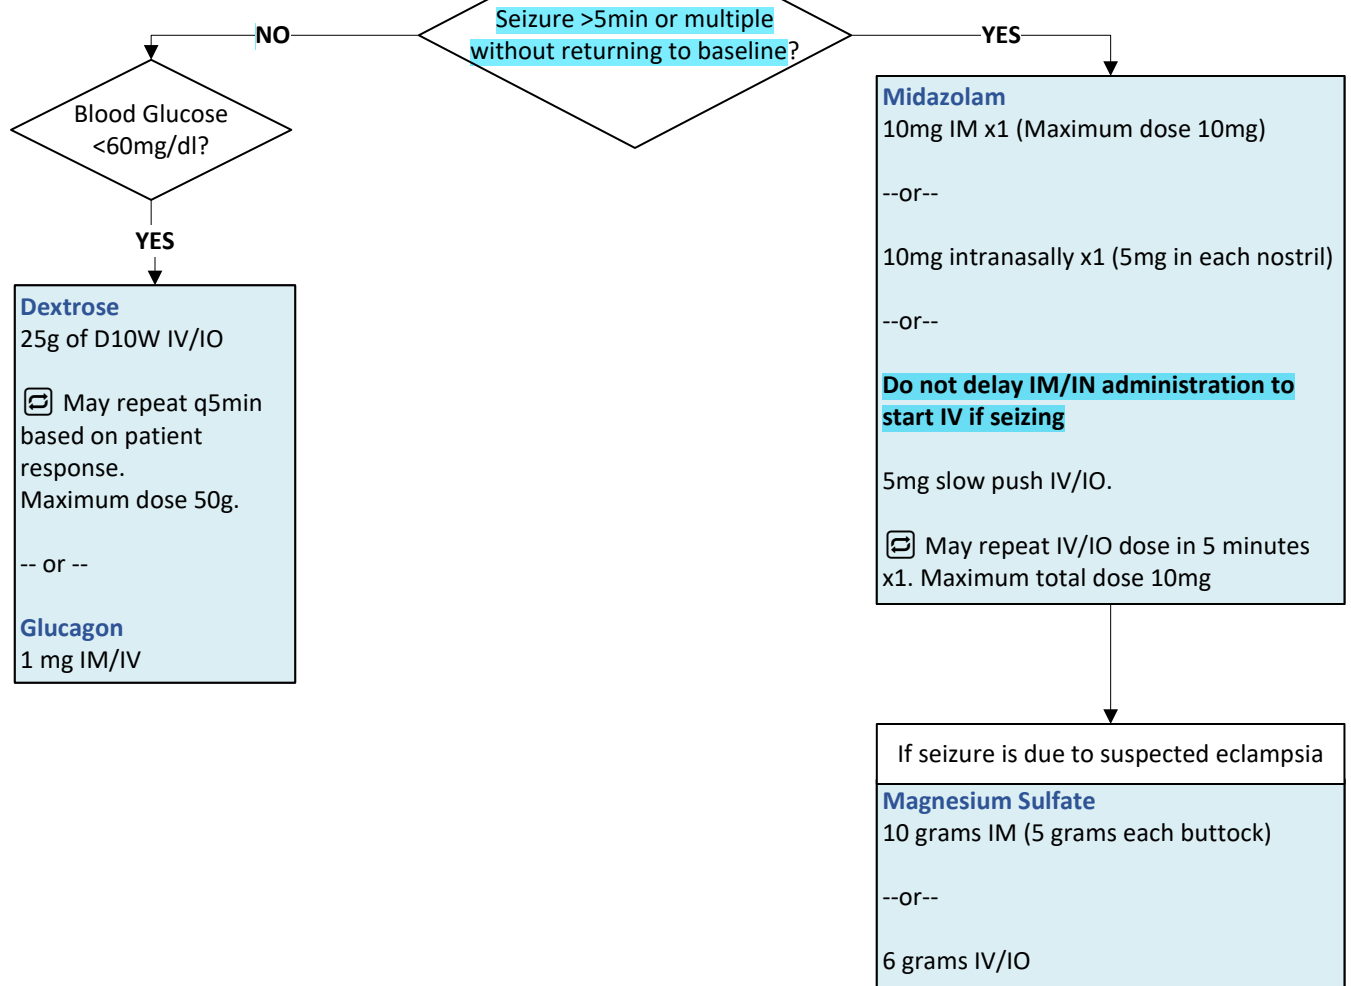 Seizure >5min or multiple
without returning to baseline?
NO
YES
Blood Glucose
<60mg/dl?
YES
Dextrose
25g of D10W IV/IO
May repeat q5min
based on patient
response.
Maximum dose 50g.
-- or --
Glucagon
1 mg IM/IV
Midazolam
10mg IM x1 (Maximum dose 10mg)
--or--
10mg intranasally x1 (5mg in each nostril)
--or--
Do not delay IM/IN administration to
start IV if seizing
5mg slow push IV/IO.
May repeat IV/IO dose in 5 minutes
x1. Maximum total dose 10mg
If seizure is due to suspected eclampsia
Magnesium Sulfate
10 grams IM (5 grams each buttock)
--or--
6 grams IV/IO